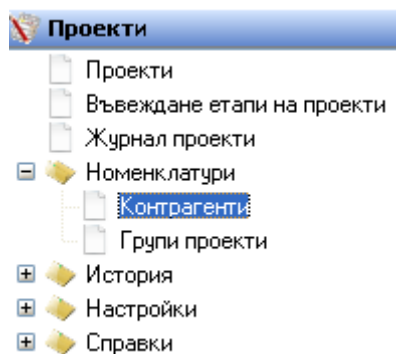 Проекти
Проекти
Въвеждане етапи на проекти
Журнал проекти
Номенклатури
Контрагенти
Групи проекти
История
Настройки
Справки